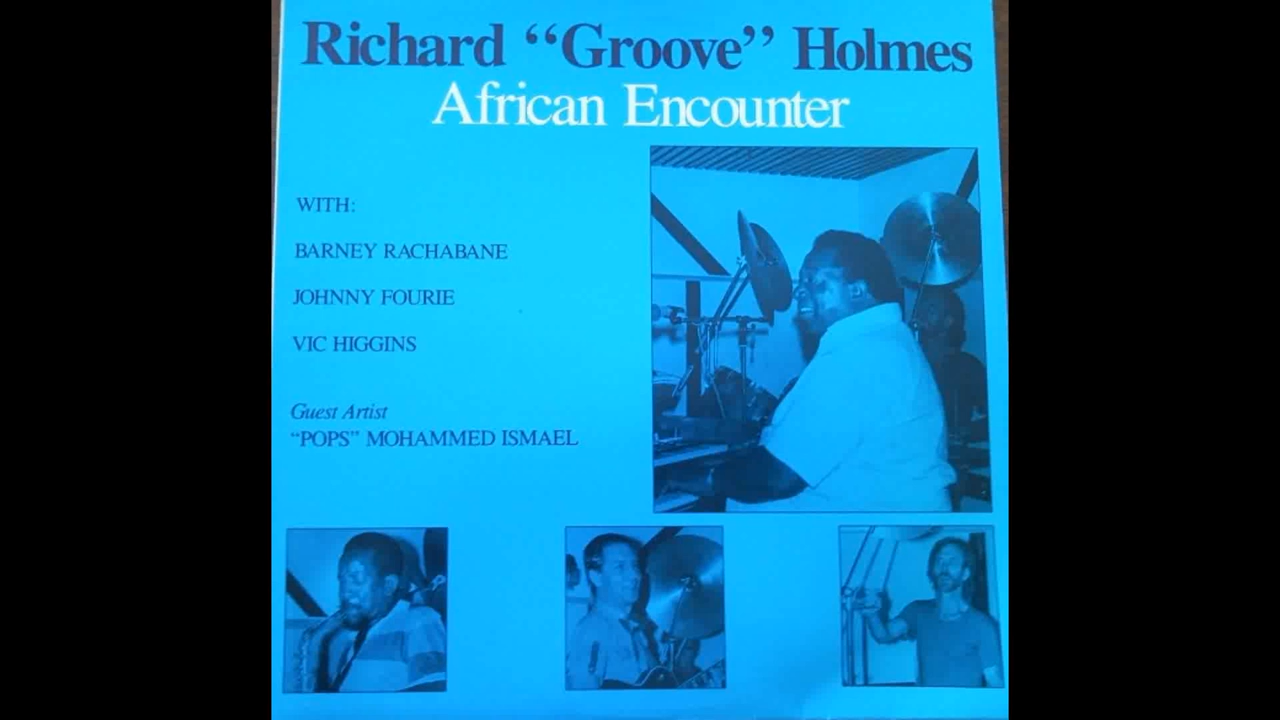 Richard “Groove” Holmes
African Encounter
WITH:
BARNEY RACHABANE
JOHNNY FOURIE
VIC HIGGINS
Guest Artist
“POPS” MOHAMMED ISMAEL